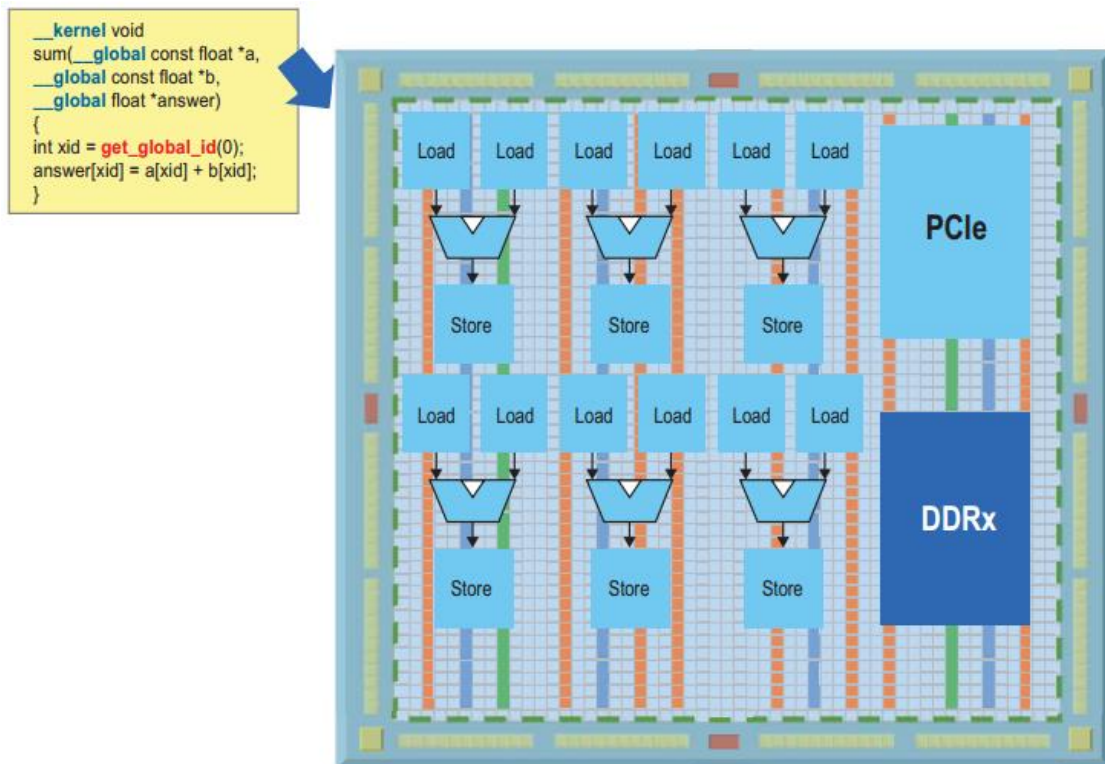 __kernel void
sum(__global const float *a,
__global const float *b,
__global float *answer)
{
int xid = get_global_id(0);
answer[xid] = a[xid] + b[xid];
}
Load Load Load Load Load Load
PCIe
Store Store Store
Load Load Load Load Load Load
DDRx
Store Store Store